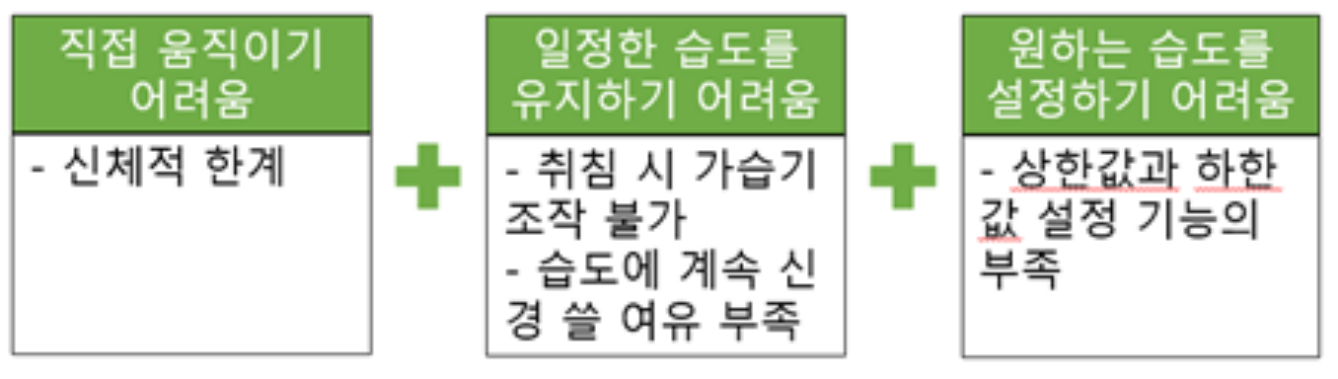 직접 움직이기
어려움
- 신체적 한계
일정한 습도를
유지하기 어려움
- 취침 시 가습기
조작 불가
- 습도에 계속 신
경 쓸 여유 부족
원하는 습도를
설정하기 어려움
- 상한값과 하한
값 설정 기능의
부족